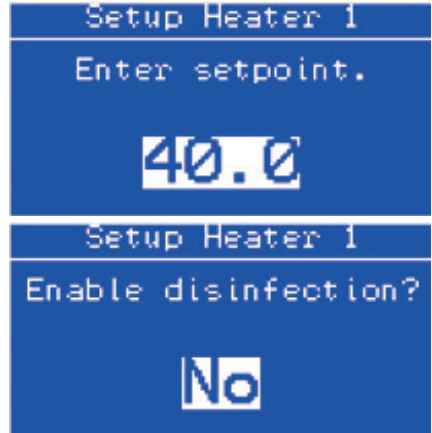 Setup Heater 1
Enter setpoint.
40.0
Setup Heater 1
Enable disinfection?
No